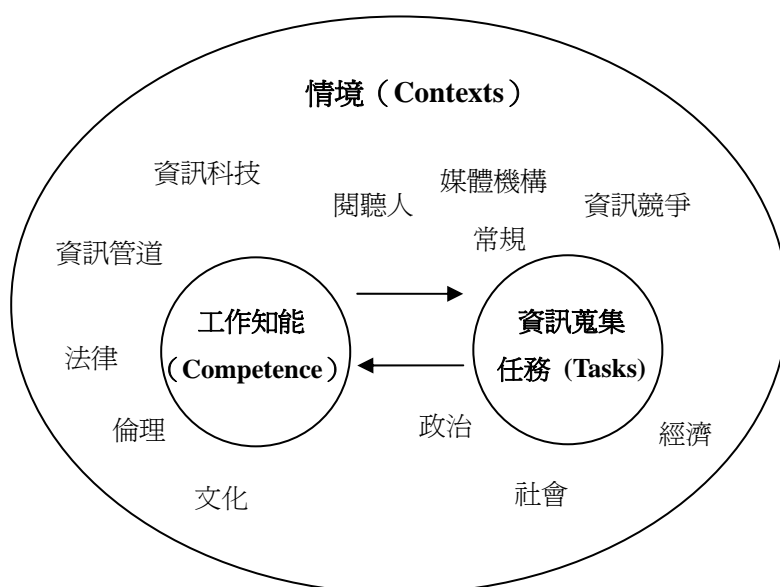 情境（Contexts）
資訊科技
媒體機構
閱聽人
資訊競爭
常規
資訊管道
工作知能
（Competence）
資訊蒐集
任務 (Tasks)
法律
倫理
政治
經濟
文化
社會